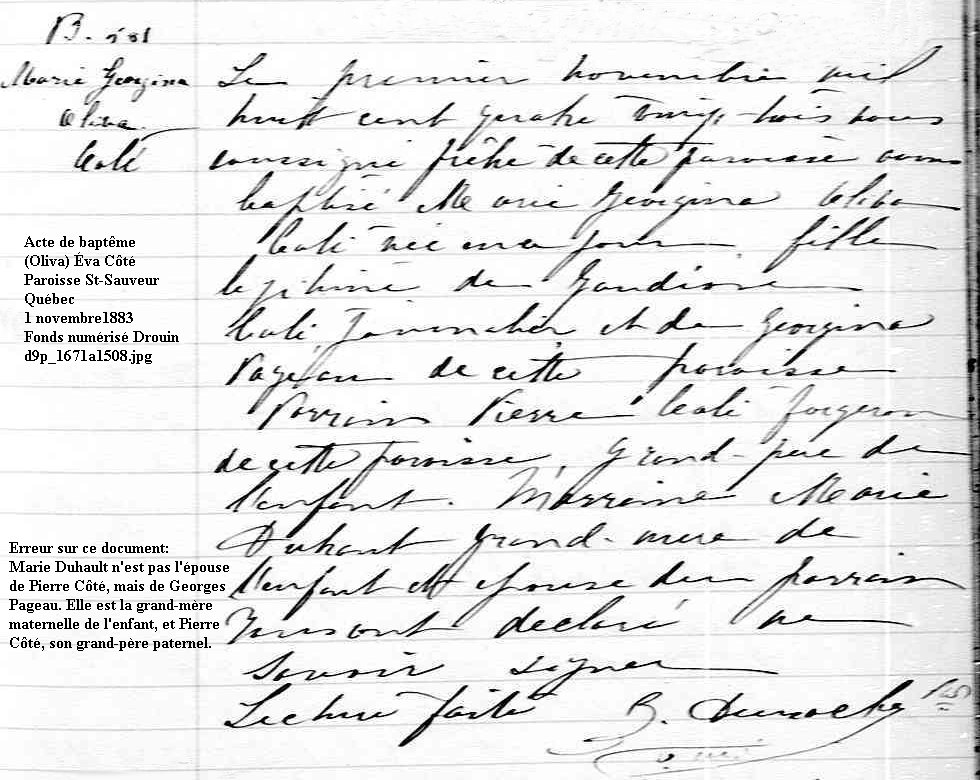 B. 581
Marie Georgina
Oliva
Coté
Le premier novembre mil
huit cent quatre vingt-trois nous
soussigné prêtre de cette paroisse avons
baptisé Marie Georgina Oliva
Coté née ce jour fille
légitime de Gaudiose
Coté, Journalier et de Georgina
Pageau de cette paroisse
Parrain Pierre Coté forgeron
de cette paroisse, grand-père de
l'enfant. Marraine Marie
Duhaut grand-mère de
l'enfant et épouse du parrain
qui ont déclaré ne
savoir signer
Lecture faite
B. Durocher
Acte de baptême
(Oliva) Éva Côté
Paroisse St-Sauveur
Québec
1 novembre1883
Fonds numérisé Drouin
d9p_1671a1508.jpg
Erreur sur ce document:
Marie Duhault n'est pas l'épouse
de Pierre Côté, mais de Georges
Pageau. Elle est la grand-mère
maternelle de l'enfant, et Pierre
Côté, son grand-père paternel.